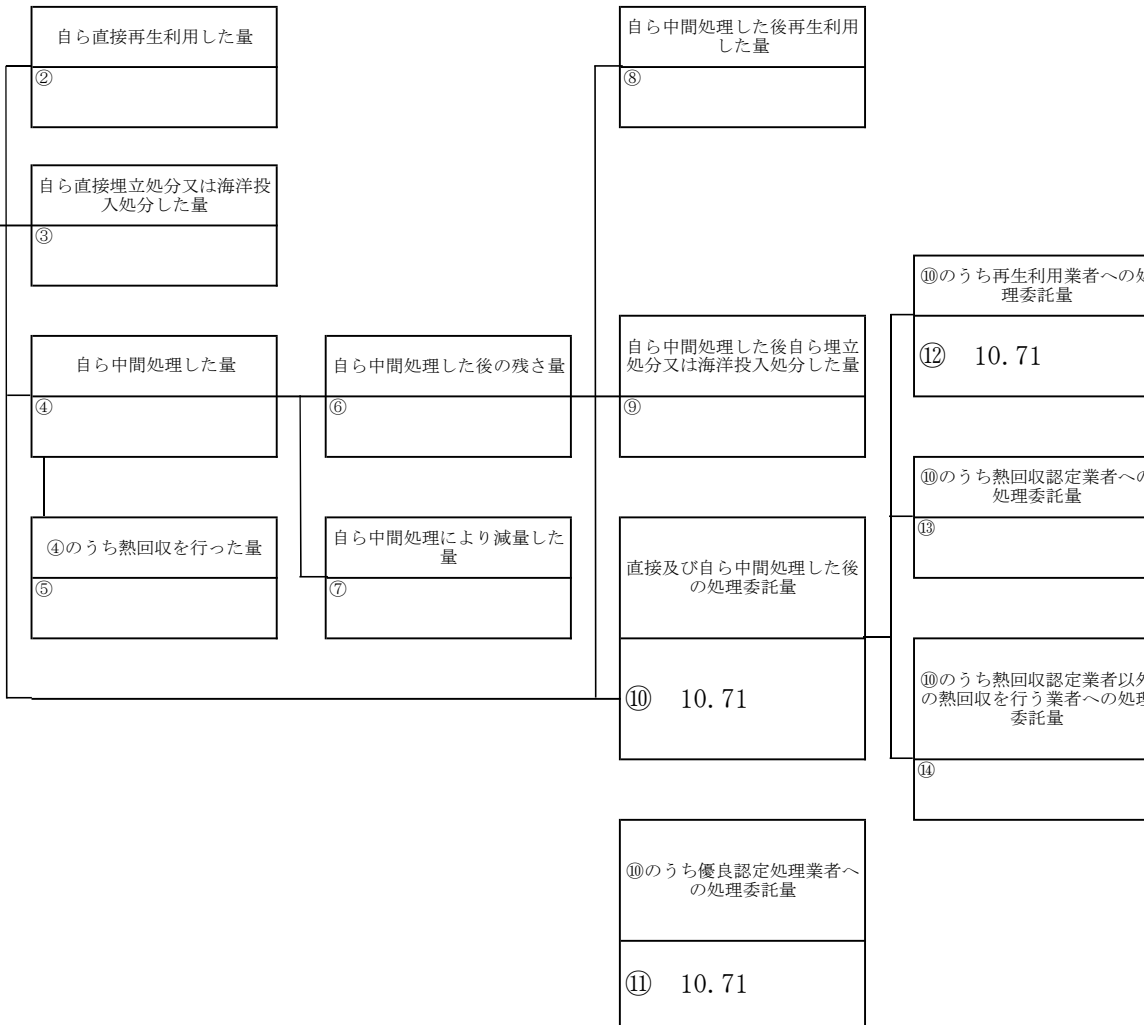 自ら直接再生利用した量
②
自ら中間処理した後再生利用
した量
⑧
自ら直接埋立処分又は海洋投
入処分した量
③
⑩のうち再生利用業者への処
理委託量
⑫ 10.71
自ら中間処理した量
④
自ら中間処理した後の残さ量
⑥
自ら中間処理した後自ら埋立
処分又は海洋投入処分した量
⑨
⑩のうち熱回収認定業者への
処理委託量
⑬
④のうち熱回収を行った量
⑤
自ら中間処理により減量した
量
⑦
直接及び自ら中間処理した後
の処理委託量
⑩ 10.71
⑩のうち熱回収認定業者以外
の熱回収を行う業者への処理
委託量
⑭
⑩のうち優良認定処理業者へ
の処理委託量
⑪ 10.71